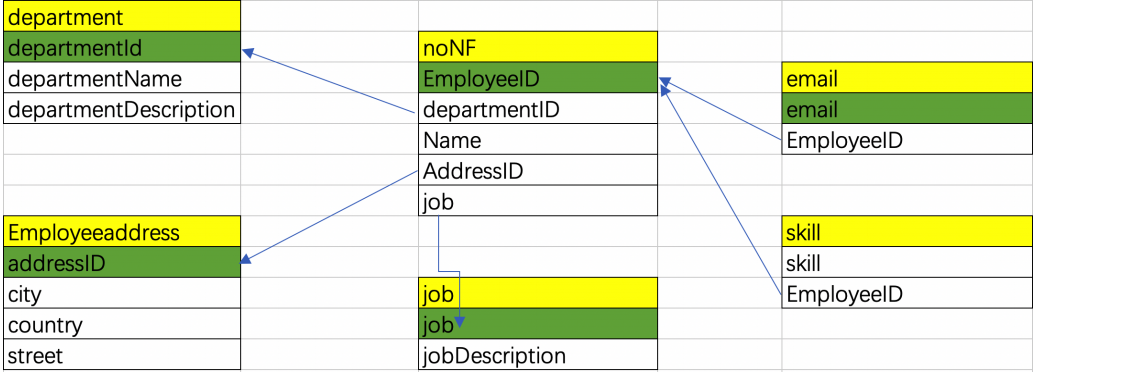 department
departmentId
departmentName
departmentDescription
noNF
EmployeeID
departmentID
Name
AddressID
job
email
email
EmployeeID
Employeeaddress
addressID
city
country
street
job
job
jobDescription
skill
skill
EmployeeID